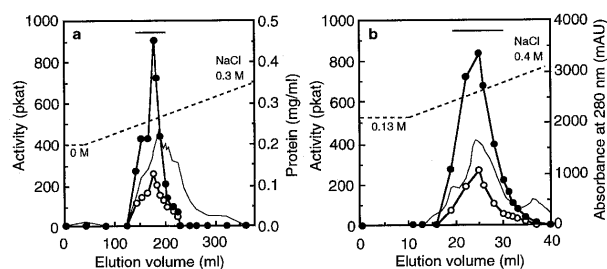 a
NaCl
0.3 M
0 M
1000
800
600
400
200
0
Activity (pkat)
0.5
0.4
0.3
0.2
0.1
0.0
Protein (mg/ml)
0 100 200 300
Elution volume (ml)
b
NaCl
0.4 M
0.13 M
1000
800
600
400
200
0
Activity (pkat)
4000
3000
2000
1000
0
Absorbance at 280 nm (mAU)
0 10 20 30 40
Elution volume (ml)